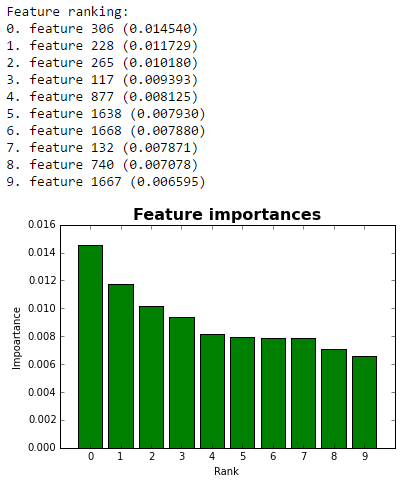 Feature ranking:
0. feature 306 (0.014540)
1. feature 228 (0.011729)
2. feature 265 (0.010180)
3. feature 117 (0.009393)
4. feature 877 (0.008125)
5. feature 1638 (0.007930)
6. feature 1668 (0.007880)
7. feature 132 (0.007871)
8. feature 740 (0.007078)
9. feature 1667 (0.006595)
Feature importances
0.016
0.014
0.012
0.010
0.008
0.006
0.004
0.002
0.000
Impoartance
0 1 2 3 4 5 6 7 8 9
Rank